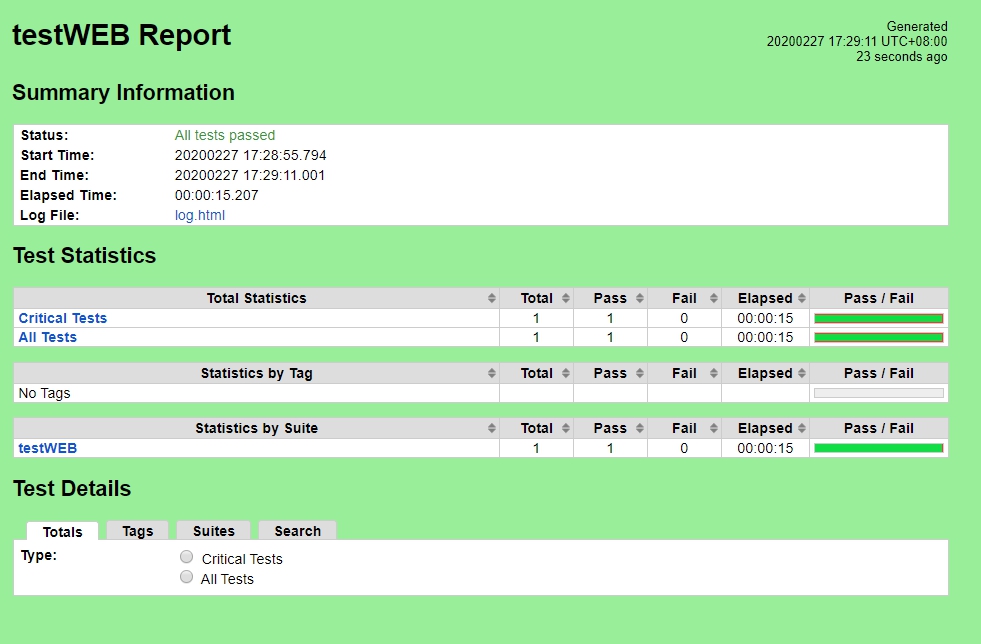 testWEB Report
Generated
20200227 17:29:11 UTC+08:00
23 seconds ago
Summary Information
Status: All tests passed
Start Time: 20200227 17:28:55.794
End Time: 20200227 17:29:11.001
Elapsed Time: 00:00:15.207
Log File: log.html
Test Statistics
Total Statistics Total Pass Fail Elapsed Pass / Fail
Critical Tests 1 1 0 00:00:15
All Tests 1 1 0 00:00:15
Statistics by Tag Total Pass Fail Elapsed Pass / Fail
No Tags
Statistics by Suite Total Pass Fail Elapsed Pass / Fail
testWEB 1 1 0 00:00:15
Test Details
Totals Tags Suites Search
Type: Critical Tests
All Tests